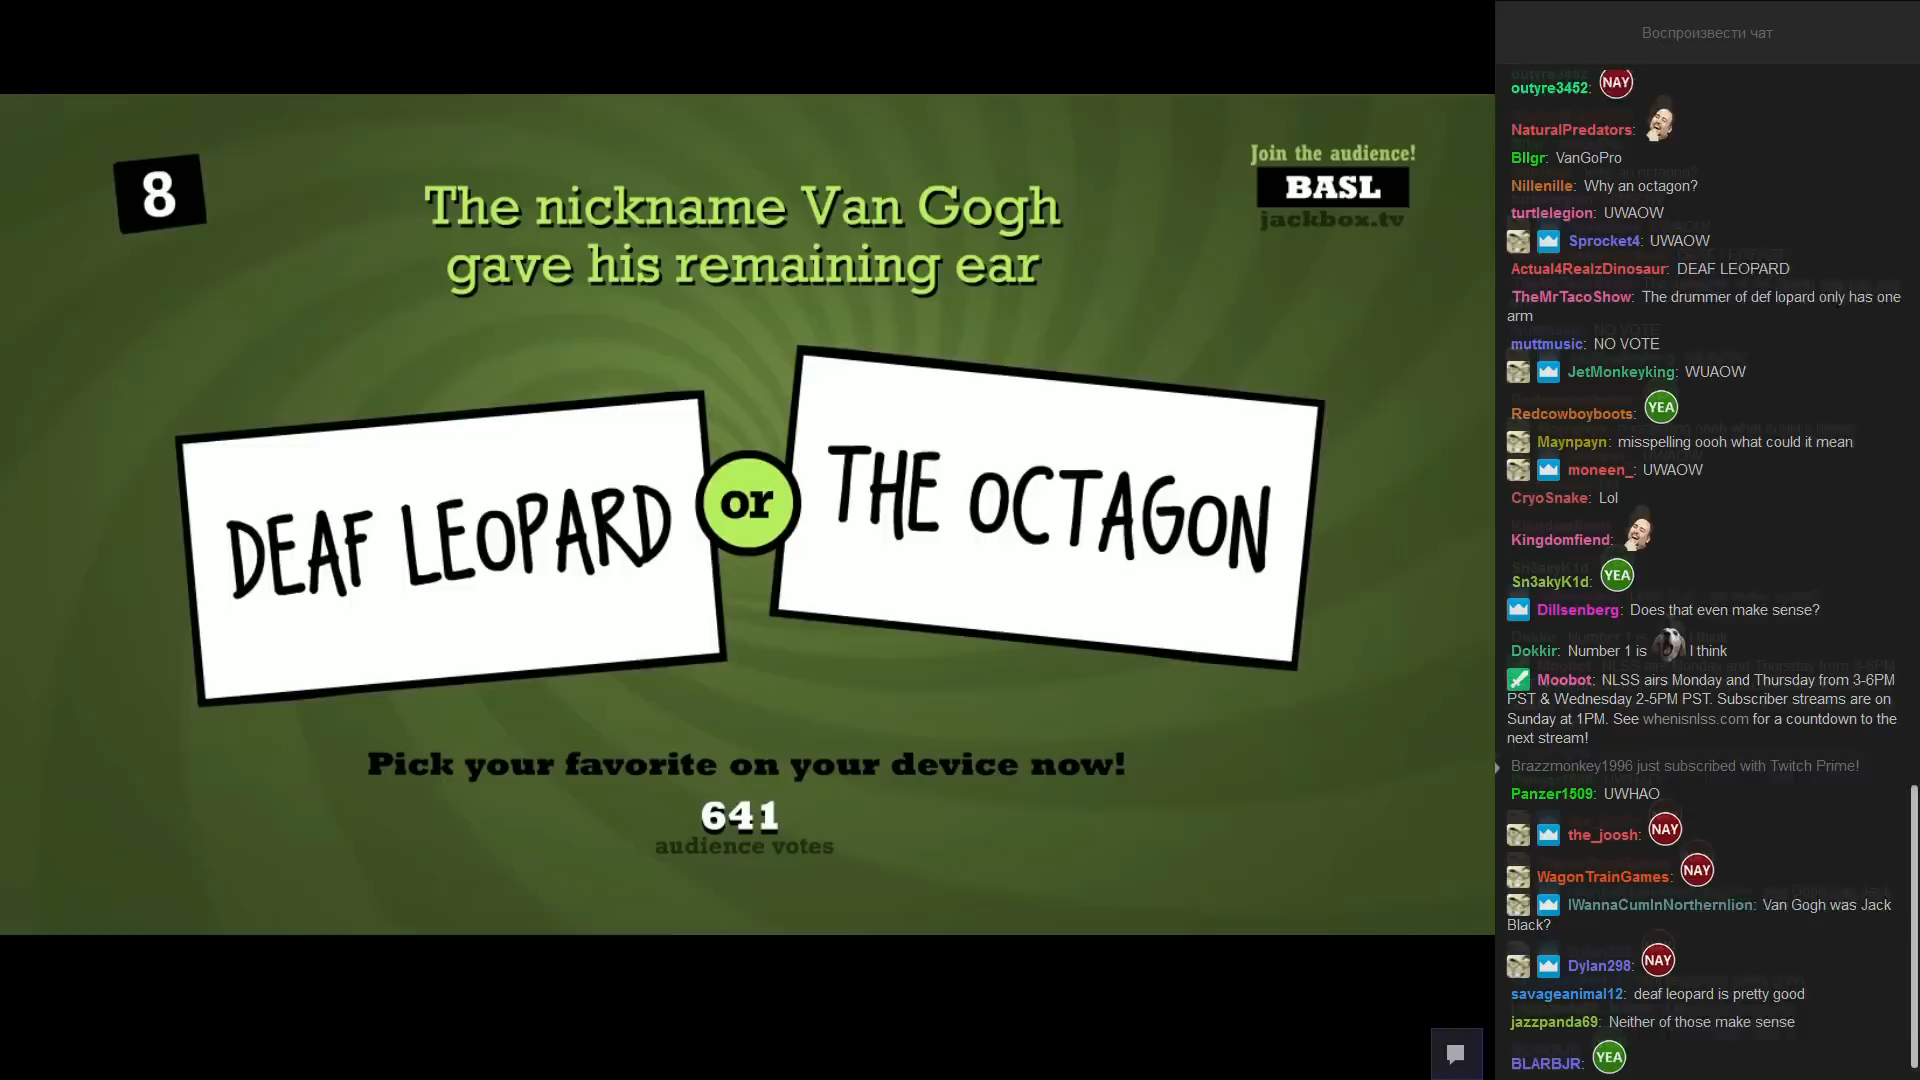 8
The nickname Van Gogh
gave his remaining ear
Join the audience!
BASL
jackbox.tv
DEAF LEOPARD
or
THE OCTAGON
Pick your favorite on your device now!
641
audience votes
Воспроизвести чат
outyre3452: NAY
NaturalPredators:
Bllgr: VanGoPro
Nillenille: Why an octagon?
turtlelegion: UWAOW
Sprocket4: UWAOW
Actual4RealzDinosaur: DEAF LEOPARD
TheMrTacoShow: The drummer of def lopard only has one
arm
muttmusic: NO VOTE
JetMonkeyking: WUAOW
Redcowboyboots: YEA
Maynpayn: misspelling oooh what could it mean
moneen_: UWAOW
CryoSnake: Lol
Kingdomfiend:
Sn3akyK1d: YEA
Dillsenberg: Does that even make sense?
Dokkir: Number 1 is I think
Moobot: NLSS airs Monday and Thursday from 3-6PM
PST & Wednesday 2-5PM PST. Subscriber streams are on
Sunday at 1PM. See whenisnlss.com for a countdown to the
next stream!
Brazzmonkey1996 just subscribed with Twitch Prime!
Panzer1509: UWHAO
the_joosh: NAY
WagonTrainGames: NAY
IWannaCumInNorthernlion: Van Gogh was Jack
Black?
Dylan298: NAY
savageanimal12: deaf leopard is pretty good
jazzpanda69: Neither of those make sense
BLARBJR: YEA